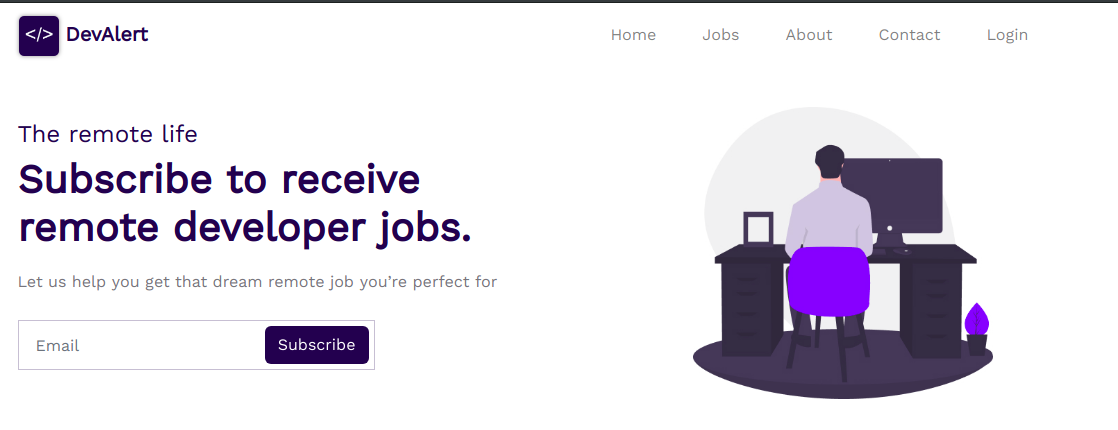 </> DevAlert
Home Jobs About Contact Login
The remote life
Subscribe to receive
remote developer jobs.
Let us help you get that dream remote job you’re perfect for
Email Subscribe